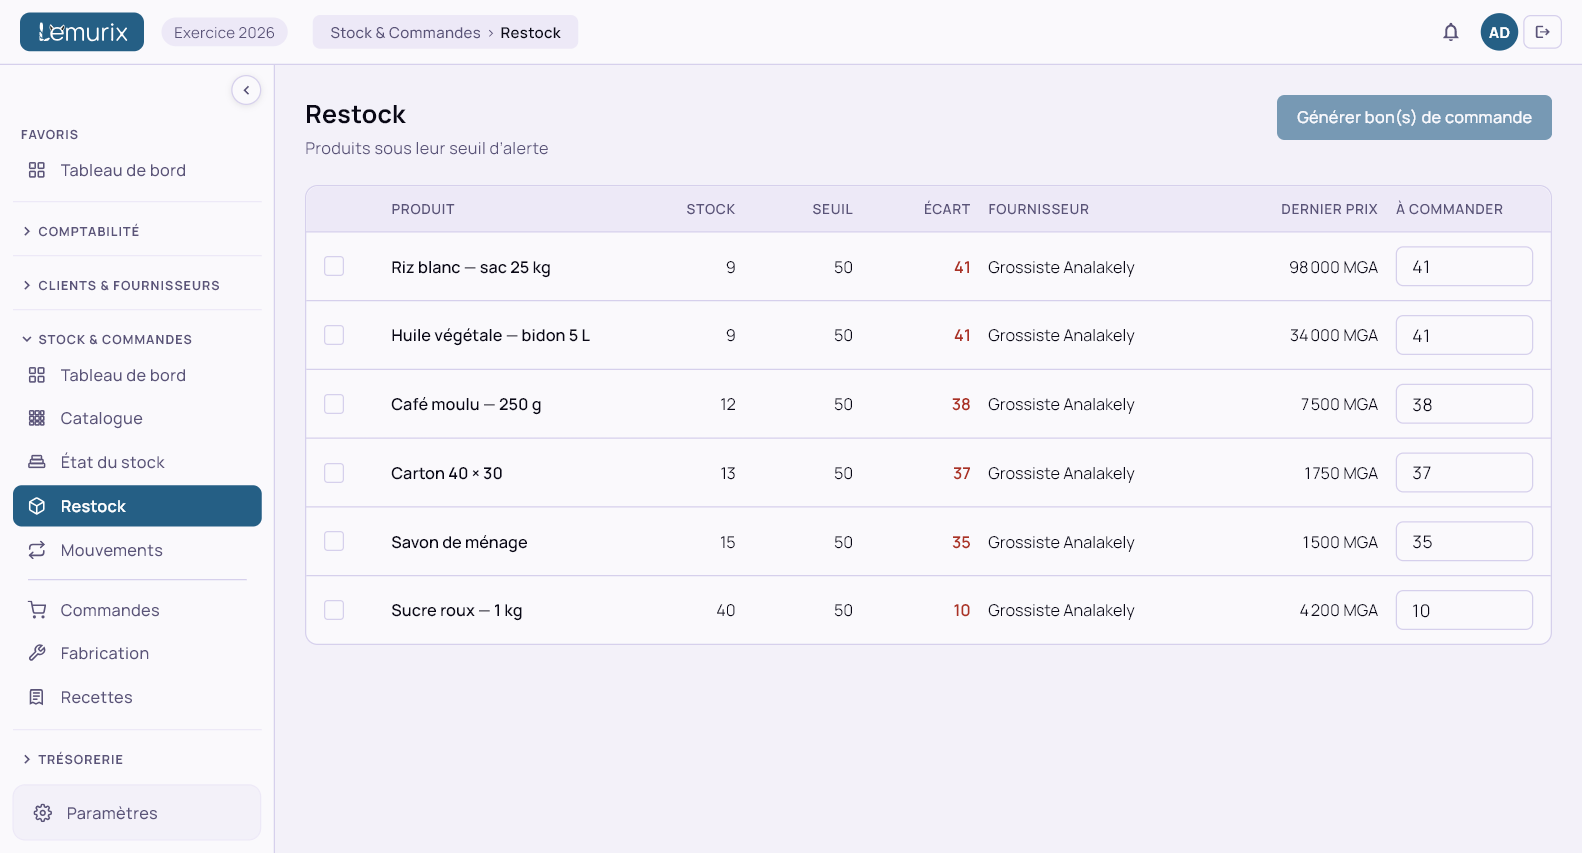 Lemurix
Exercice 2026
Stock & Commandes › Restock
AD
FAVORIS
Tableau de bord
COMPTABILITÉ
CLIENTS & FOURNISSEURS
STOCK & COMMANDES
Tableau de bord
Catalogue
État du stock
Restock
Mouvements
Commandes
Fabrication
Recettes
TRÉSORERIE
Paramètres
Restock
Produits sous leur seuil d'alerte
Générer bon(s) de commande
PRODUIT STOCK SEUIL ÉCART FOURNISSEUR DERNIER PRIX À COMMANDER
Riz blanc — sac 25 kg 9 50 41 Grossiste Analakely 98 000 MGA 41
Huile végétale — bidon 5 L 9 50 41 Grossiste Analakely 34 000 MGA 41
Café moulu — 250 g 12 50 38 Grossiste Analakely 7 500 MGA 38
Carton 40 × 30 13 50 37 Grossiste Analakely 1 750 MGA 37
Savon de ménage 15 50 35 Grossiste Analakely 1 500 MGA 35
Sucre roux — 1 kg 40 50 10 Grossiste Analakely 4 200 MGA 10